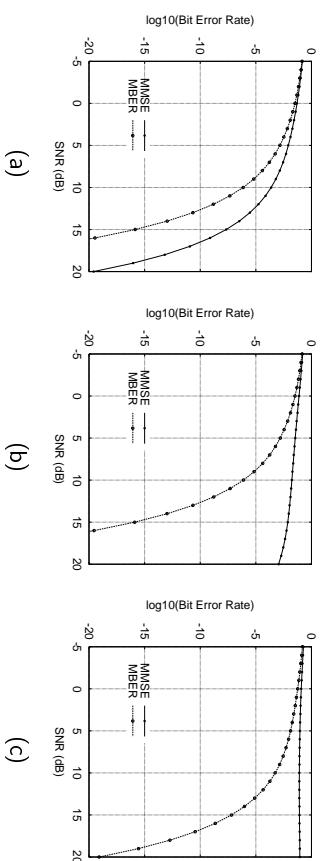 log10(Bit Error Rate)
0
-5
-10
-15
-20
MMSE
MBER
-5 0 5 10 15 20
SNR (dB)
(a)
log10(Bit Error Rate)
0
-5
-10
-15
-20
MMSE
MBER
-5 0 5 10 15 20
SNR (dB)
(b)
log10(Bit Error Rate)
0
-5
-10
-15
-20
MMSE
MBER
-5 0 5 10 15 20
SNR (dB)
(c)